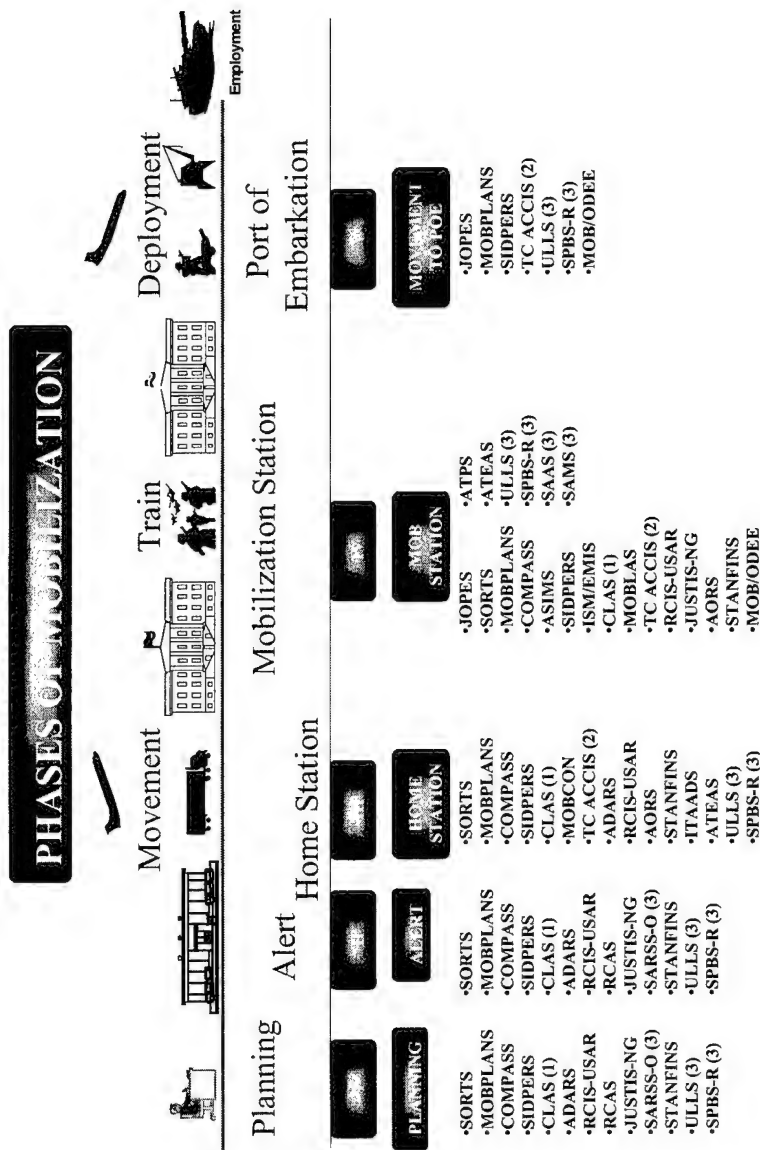 PHASES OF MOBILIZATION
Movement
Train
Deployment
Employment
Planning
Alert
Home Station
Mobilization Station
Port of
Embarkation
PLANNING
•SORTS
•MOBPLANS
•COMPASS
•SIDPERS
•CLAS (1)
•ADARS
•RCIS-USAR
•RCAS
•JUSTIS-NG
•SARSS-O (3)
•STANFINS
•ULLS (3)
•SPBS-R (3)
ALERT
•SORTS
•MOBPLANS
•COMPASS
•SIDPERS
•CLAS (1)
•ADARS
•RCIS-USAR
•RCAS
•JUSTIS-NG
•SARSS-O (3)
•STANFINS
•ULLS (3)
•SPBS-R (3)
HOME
STATION
•SORTS
•MOBPLANS
•COMPASS
•SIDPERS
•CLAS (1)
•MOBCON
•TC ACCIS (2)
•ADARS
•RCIS-USAR
•AORS
•STANFINS
•ITAADS
•ATEAS
•ULLS (3)
•SPBS-R (3)
MOB
STATION
•JOPES
•SORTS
•MOBPLANS
•COMPASS
•ASIMS
•SIDPERS
•ISM/EMIS
•CLAS (1)
•MOBLAS
•TC ACCIS (2)
•RCIS-USAR
•JUSTIS-NG
•AORS
•STANFINS
•MOB/ODEE
•ATPS
•ATEAS
•ULLS (3)
•SPBS-R (3)
•SAAS (3)
•SAMS (3)
MOVEMENT
TO POE
•JOPES
•MOBPLANS
•SIDPERS
•TC ACCIS (2)
•ULLS (3)
•SPBS-R (3)
•MOB/ODEE